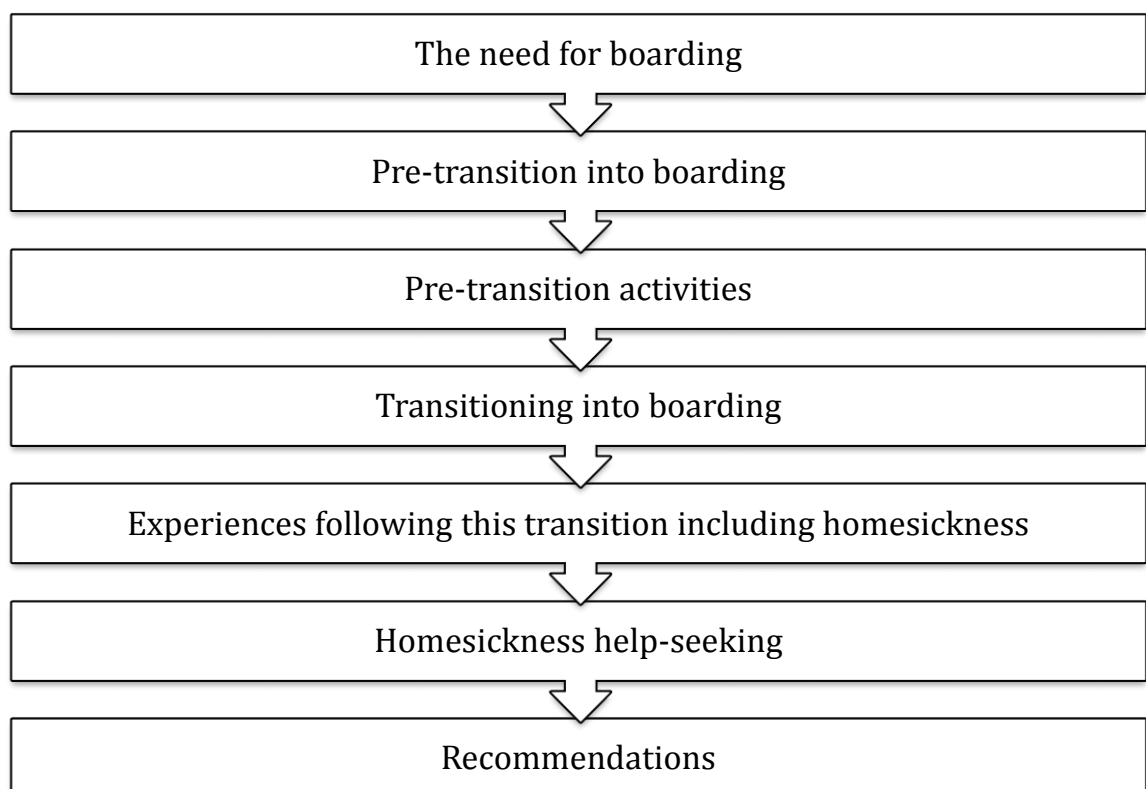 The need for boarding
Pre-transition into boarding
Pre-transition activities
Transitioning into boarding
Experiences following this transition including homesickness
Homesickness help-seeking
Recommendations